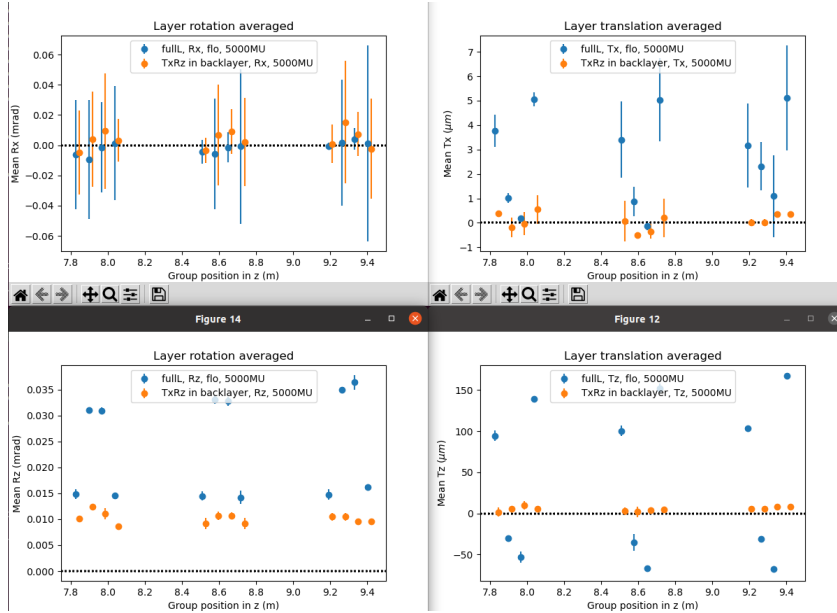 Layer rotation averaged
fullL, Rx, flo, 5000MU
TxRz in backlayer, Rx, 5000MU
Mean Rx (mrad)
0.06
0.04
0.02
0.00
−0.02
−0.04
−0.06
7.8 8.0 8.2 8.4 8.6 8.8 9.0 9.2 9.4
Group position in z (m)
Layer translation averaged
fullL, Tx, flo, 5000MU
TxRz in backlayer, Tx, 5000MU
Mean Tx (μm)
7
6
5
4
3
2
1
0
−1
7.8 8.0 8.2 8.4 8.6 8.8 9.0 9.2 9.4
Group position in z (m)
Figure 14
Layer rotation averaged
fullL, Rz, flo, 5000MU
TxRz in backlayer, Rz, 5000MU
Mean Rz (mrad)
0.035
0.030
0.025
0.020
0.015
0.010
0.005
0.000
7.8 8.0 8.2 8.4 8.6 8.8 9.0 9.2 9.4
Group position in z (m)
Figure 12
Layer translation averaged
fullL, Tz, flo, 5000MU
TxRz in backlayer, Tz, 5000MU
Mean Tz (μm)
150
100
50
0
−50
7.8 8.0 8.2 8.4 8.6 8.8 9.0 9.2 9.4
Group position in z (m)